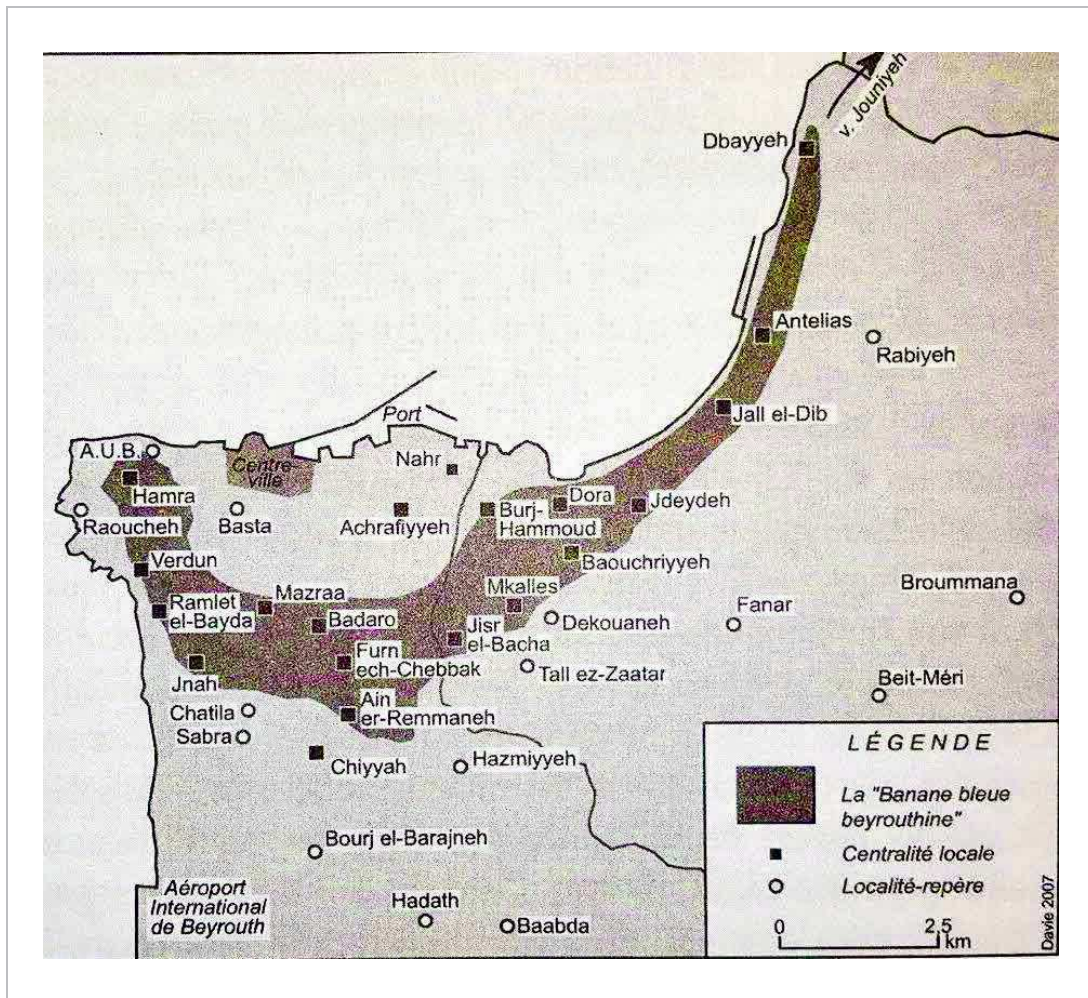 v. Jouniyeh
Dbayyeh
Antelias
Rabiyeh
Jall el-Dib
Port
A.U.B.
Centre
ville
Nahr
Hamra
Raoucheh
Basta
Achrafiyyeh
Burj-
Hammoud
Dora
Jdeydeh
Verdun
Baouchriyyeh
Ramlet
el-Bayda
Mazraa
Badaro
Mkalles
Broummana
Dekouaneh
Fanar
Jisr
el-Bacha
Jnah
Furn
ech-Chebbak
Tall ez-Zaatar
Beit-Méri
Chatila
Ain
er-Remmaneh
Sabra
Chiyyah
Hazmiyyeh
Bourj el-Barajneh
Aéroport
International
de Beyrouth
Hadath
Baabda
LÉGENDE
La "Banane bleue
beyrouthine"
Centralité locale
Localité-repère
0 2,5
km
Davie 2007